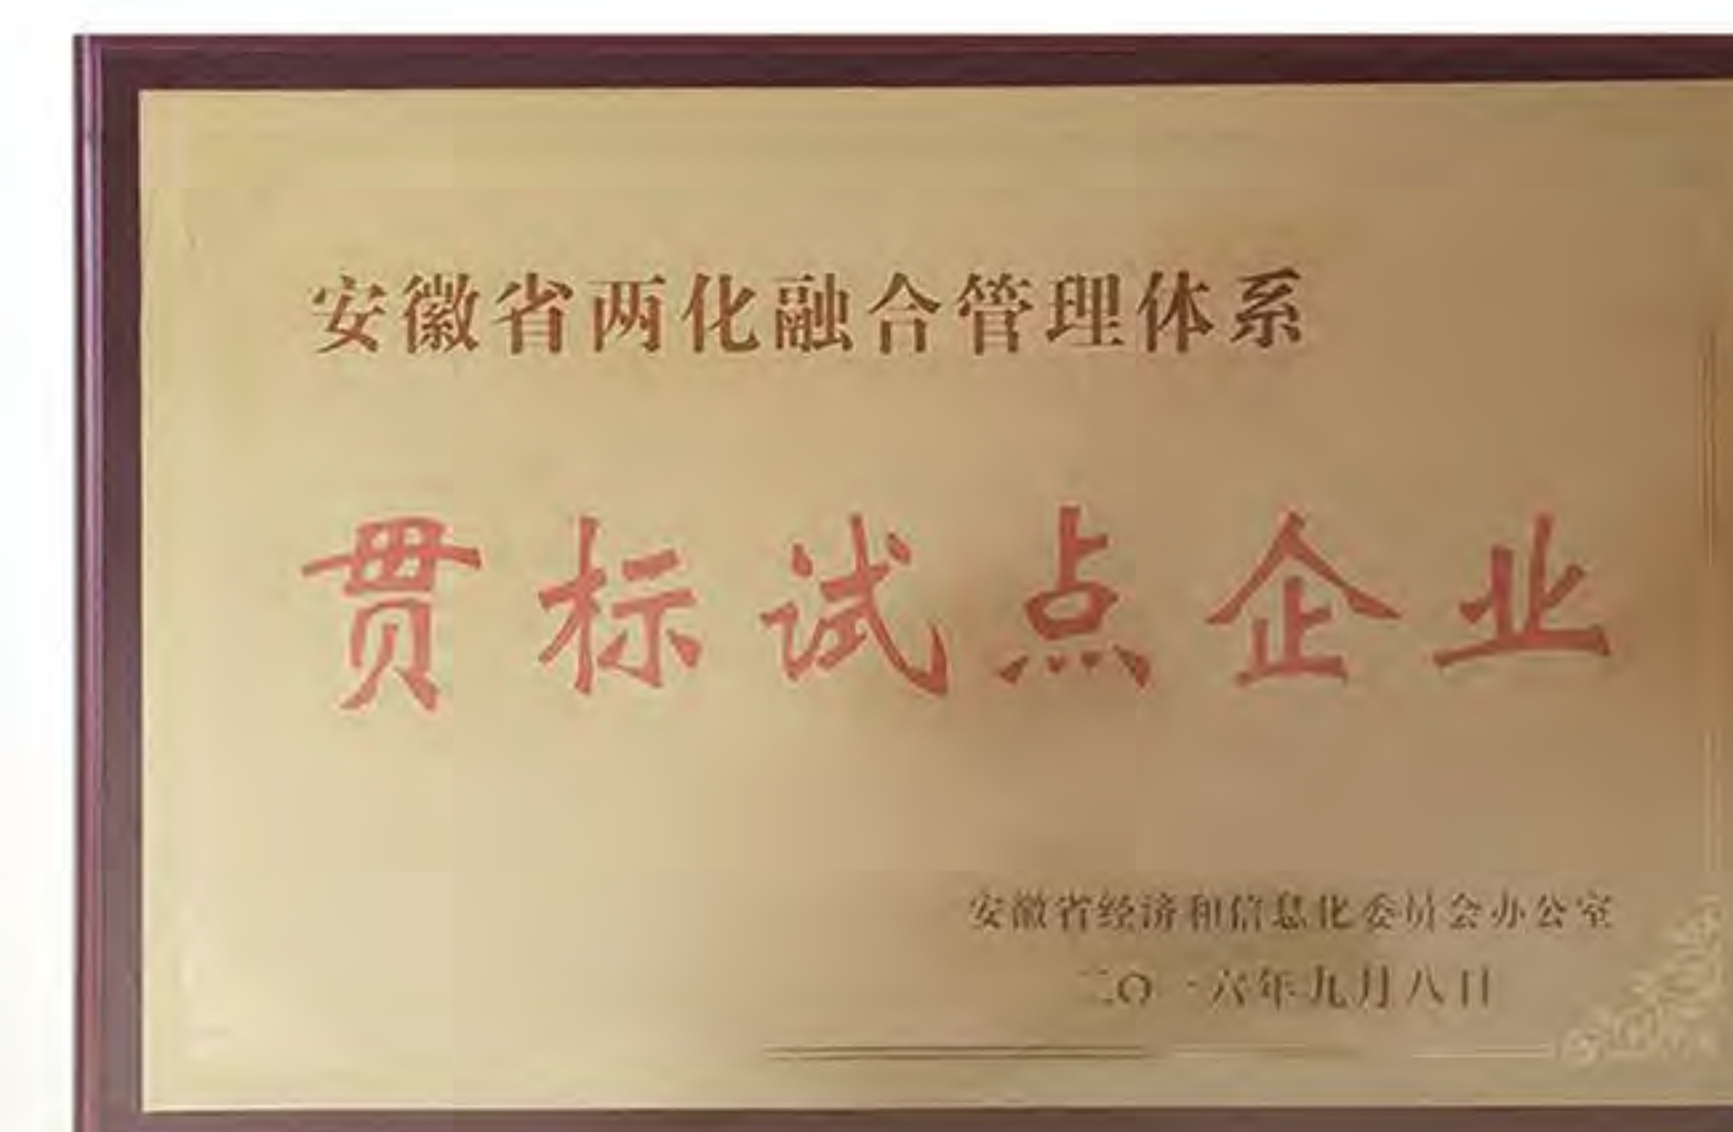 安徽省两化融合管理体系
贯标试点企业
安徽省经济和信息化委员会办公室
二〇一六年九月八日